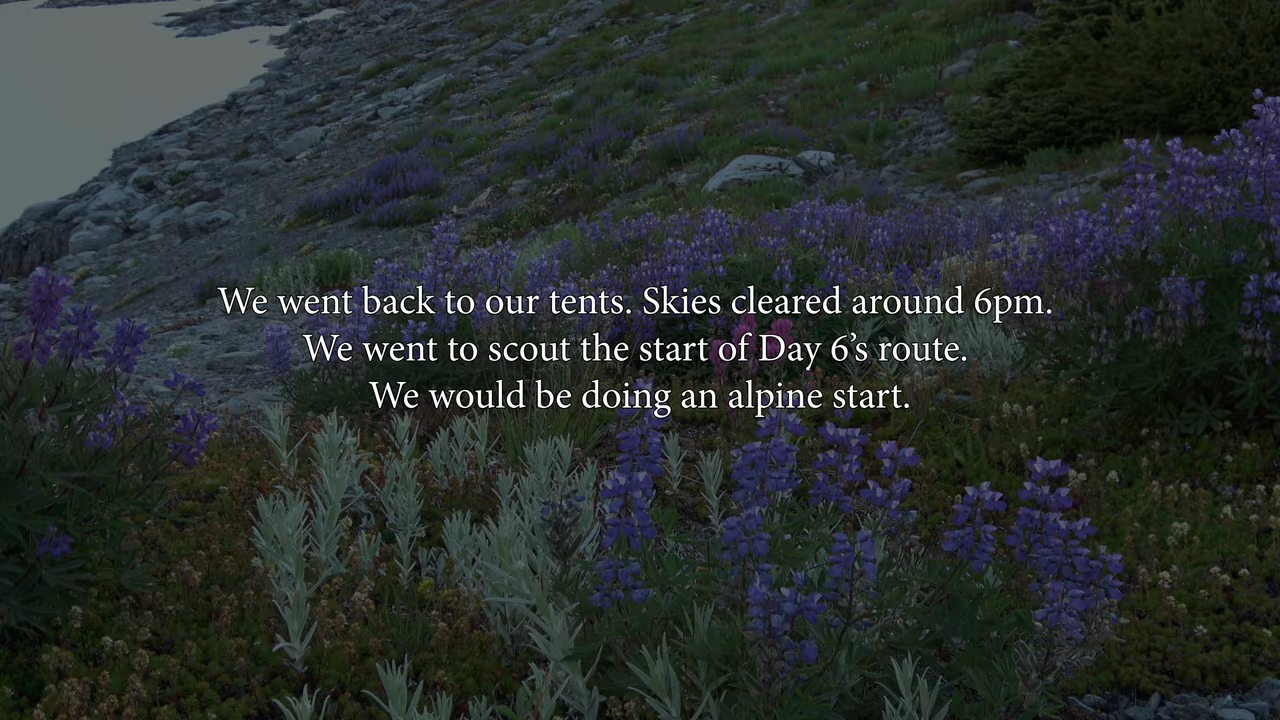 We went back to our tents. Skies cleared around 6pm.
We went to scout the start of Day 6’s route.
We would be doing an alpine start.